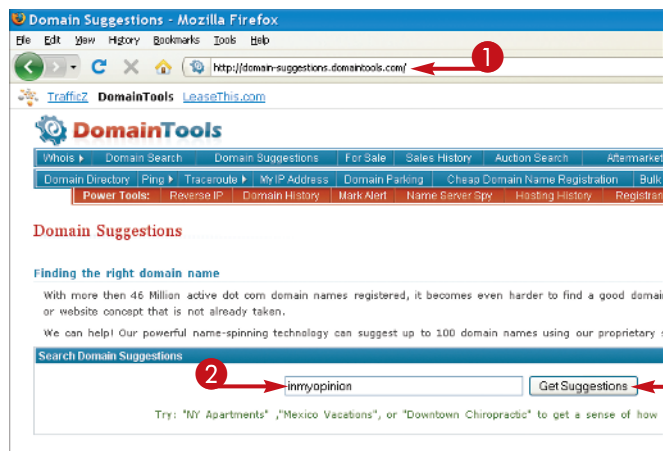 Domain Suggestions - Mozilla Firefox
File Edit View History Bookmarks Tools Help
http://domain-suggestions.domaintools.com/
1
TrafficZ DomainTools LeaseThis.com
DomainTools
Whois Domain Search Domain Suggestions For Sale Sales History Auction Search Aftermarket
Domain Directory Ping Traceroute My IP Address Domain Parking Cheap Domain Name Registration Bulk
Power Tools: Reverse IP Domain History Mark Alert Name Server Spy Hosting History Registran
Domain Suggestions
Finding the right domain name
With more then 46 Million active dot com domain names registered, it becomes even harder to find a good domai
or website concept that is not already taken.
We can help! Our powerful name-spinning technology can suggest up to 100 domain names using our proprietary s
Search Domain Suggestions
2
inmyopinion Get Suggestions
Try: "NY Apartments" ,"Mexico Vacations", or "Downtown Chiropractic" to get a sense of how